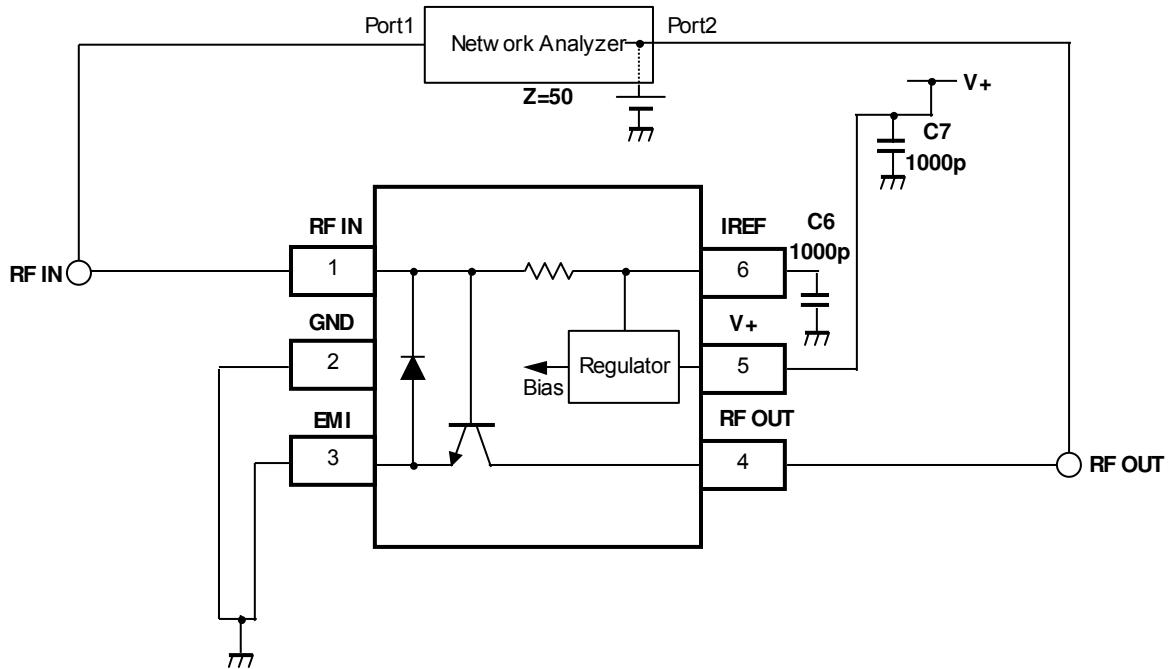 Port1
Network Analyzer
Port2
Z=50
V+
C7
1000p
RF IN
IREF
C6
1000p
RF IN
1
6
GND
V+
2
Regulator
5
Bias
EMI
RF OUT
3
4
RF OUT